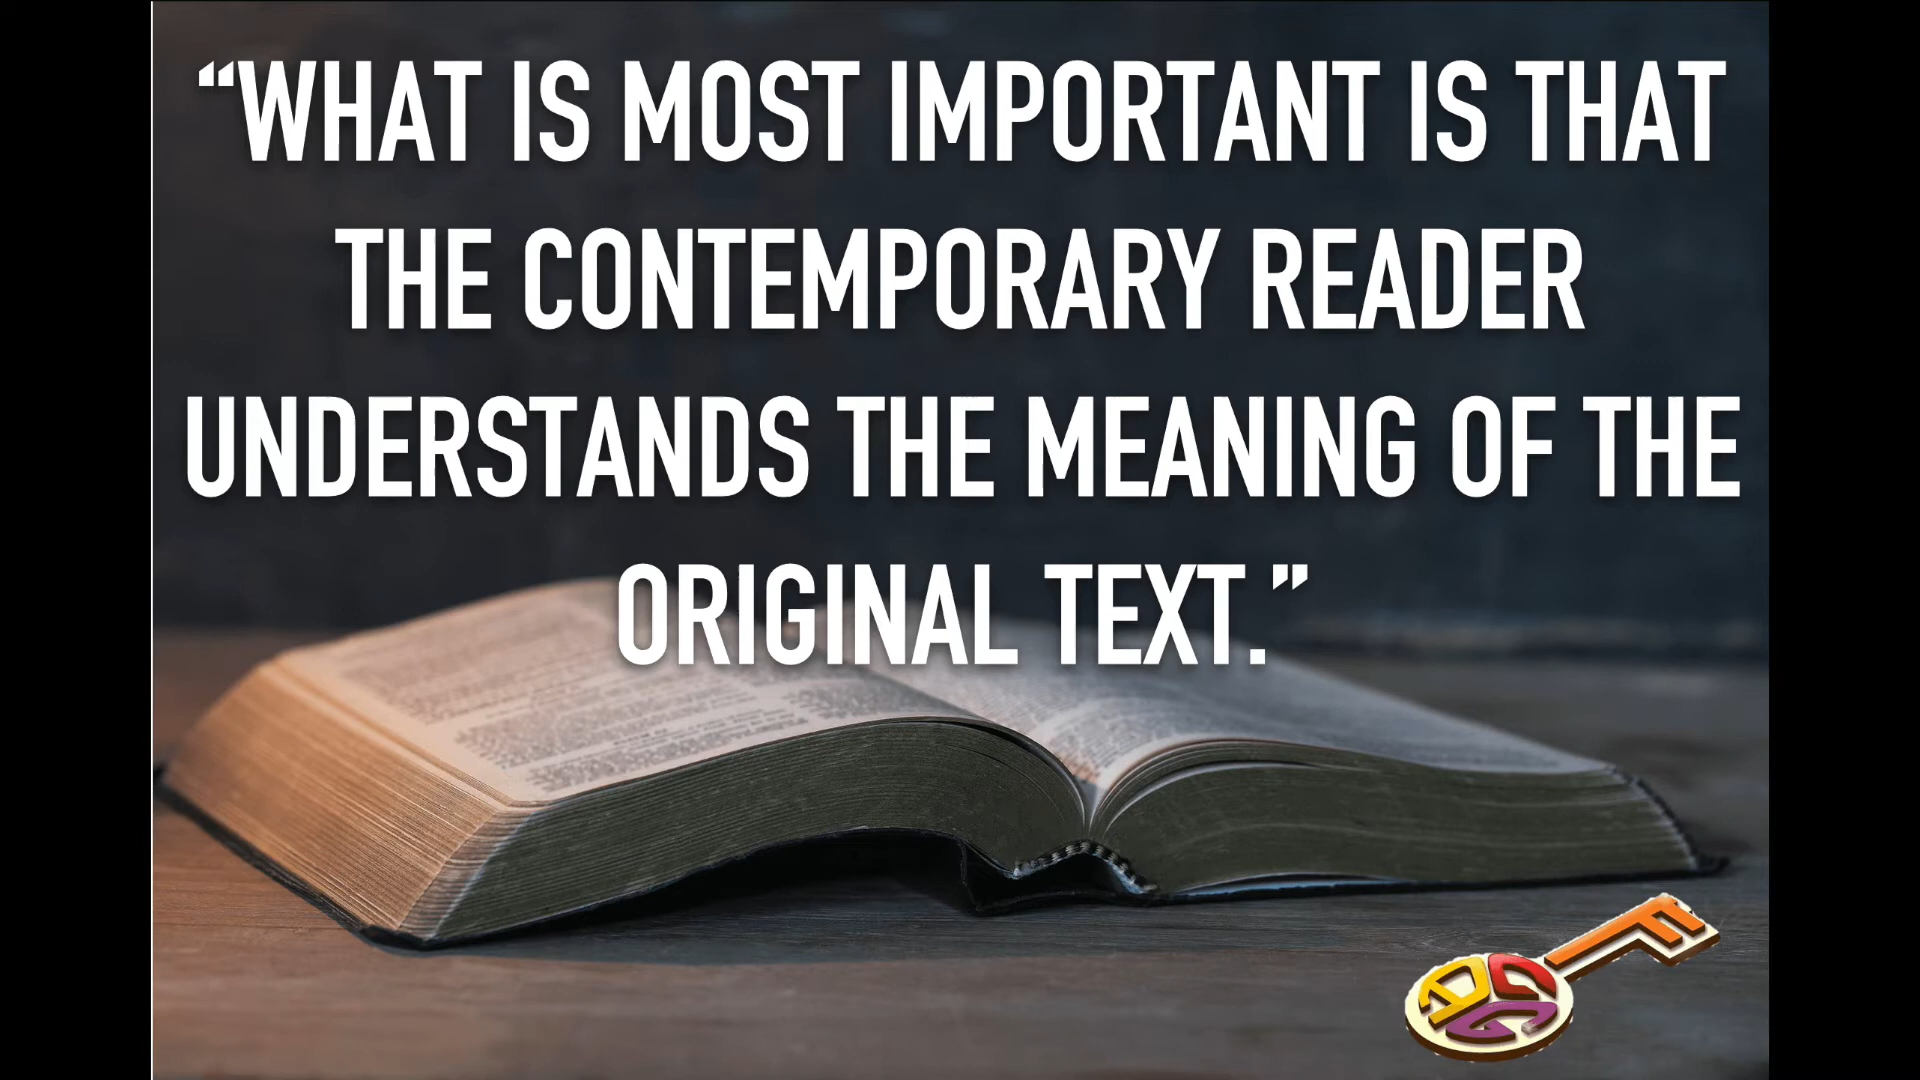 “WHAT IS MOST IMPORTANT IS THAT
THE CONTEMPORARY READER
UNDERSTANDS THE MEANING OF THE
ORIGINAL TEXT.”